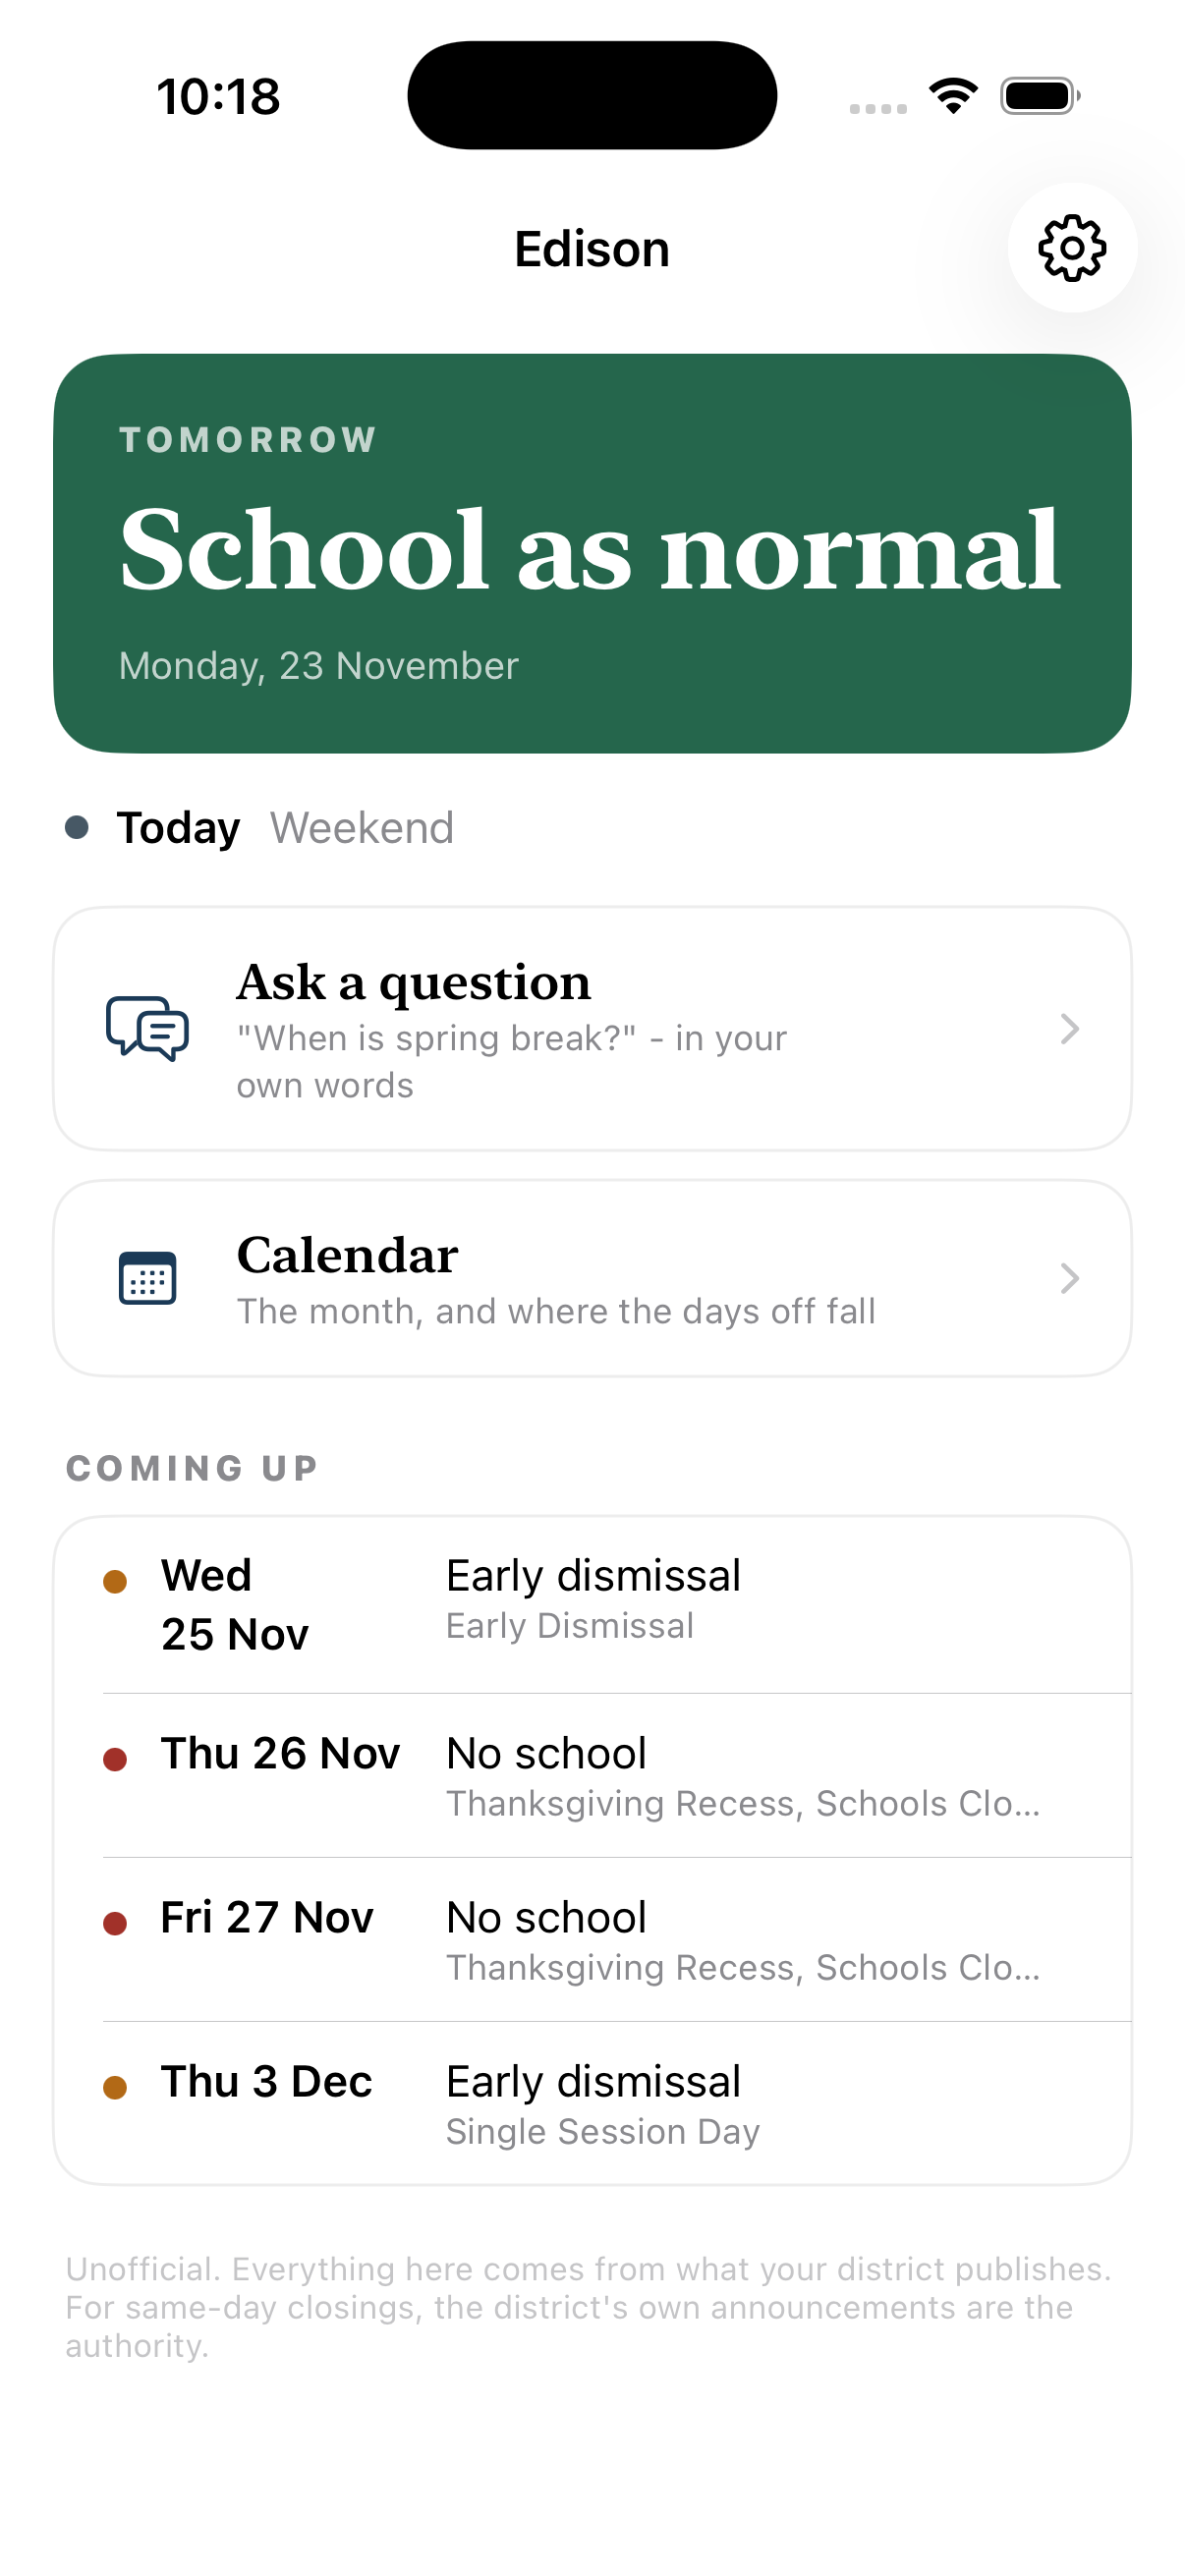 10:18
Edison
TOMORROW
School as normal
Monday, 23 November
Today Weekend
Ask a question
"When is spring break?" - in your
own words
Calendar
The month, and where the days off fall
COMING UP
Wed
25 Nov
Early dismissal
Early Dismissal
Thu 26 Nov
No school
Thanksgiving Recess, Schools Clo...
Fri 27 Nov
No school
Thanksgiving Recess, Schools Clo...
Thu 3 Dec
Early dismissal
Single Session Day
Unofficial. Everything here comes from what your district publishes.
For same-day closings, the district's own announcements are the
authority.